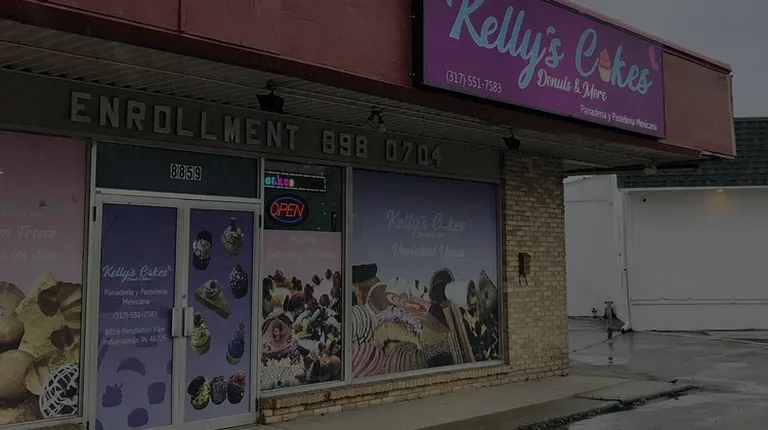 Kelly's Cakes
Donuts & More
(317) 551-7583
Panaderia y Pasteleria Mexicana
ENROLLMENT 898 0704
8859
CAKES
OPEN
Kelly's Cakes
Variedad Unica
Kelly's Cakes
Panaderia y Pasteleria
Mexicana
(317) 551-7583
8859 Pendleton Pike
Indianapolis IN 46226